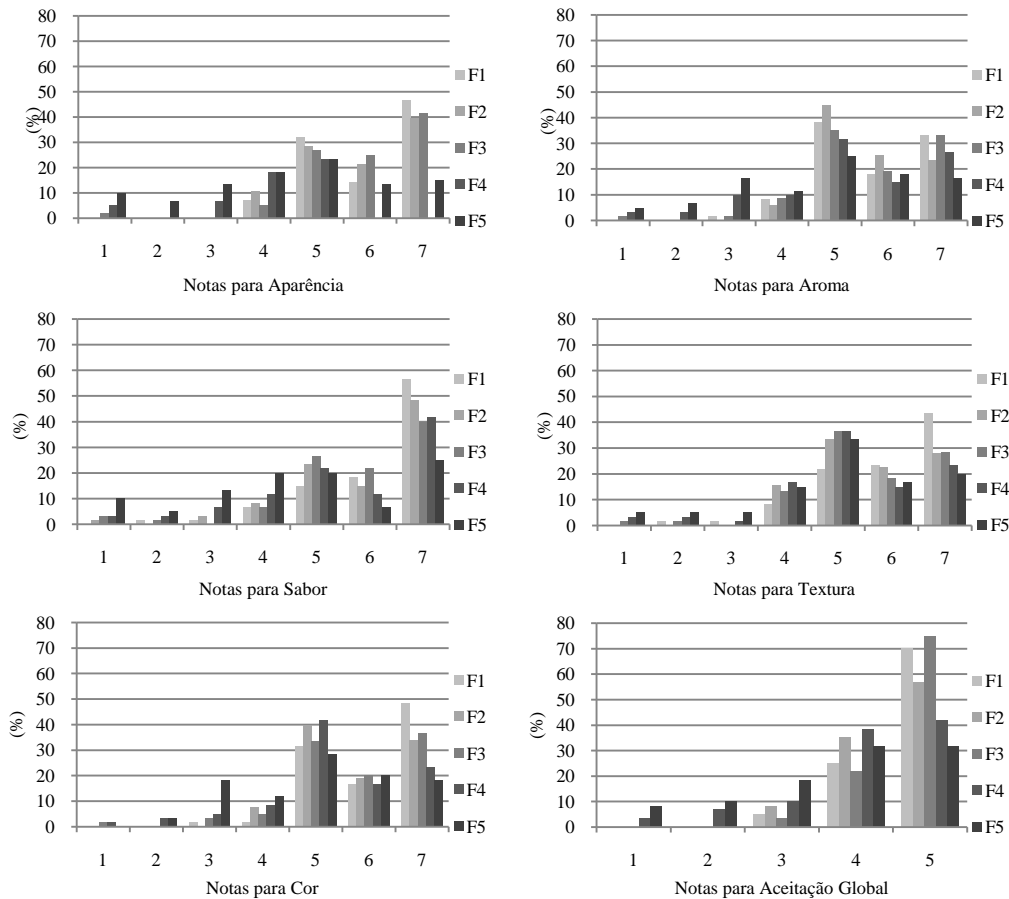 80
70
60
50
40
30
20
10
0
(%)
1 2 3 4 5 6 7
Notas para Aparência
F1
F2
F3
F4
F5
80
70
60
50
40
30
20
10
0
(%)
1 2 3 4 5 6 7
Notas para Aroma
F1
F2
F3
F4
F5
80
70
60
50
40
30
20
10
0
(%)
1 2 3 4 5 6 7
Notas para Sabor
F1
F2
F3
F4
F5
80
70
60
50
40
30
20
10
0
(%)
1 2 3 4 5 6 7
Notas para Textura
F1
F2
F3
F4
F5
80
70
60
50
40
30
20
10
0
(%)
1 2 3 4 5 6 7
Notas para Cor
F1
F2
F3
F4
F5
80
70
60
50
40
30
20
10
0
(%)
1 2 3 4 5
Notas para Aceitação Global
F1
F2
F3
F4
F5